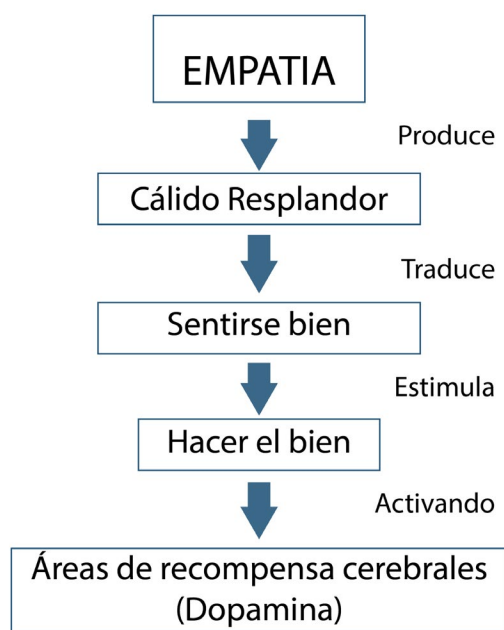 EMPATIA
Produce
Cálido Resplandor
Traduce
Sentirse bien
Estimula
Hacer el bien
Activando
Áreas de recompensa cerebrales
(Dopamina)